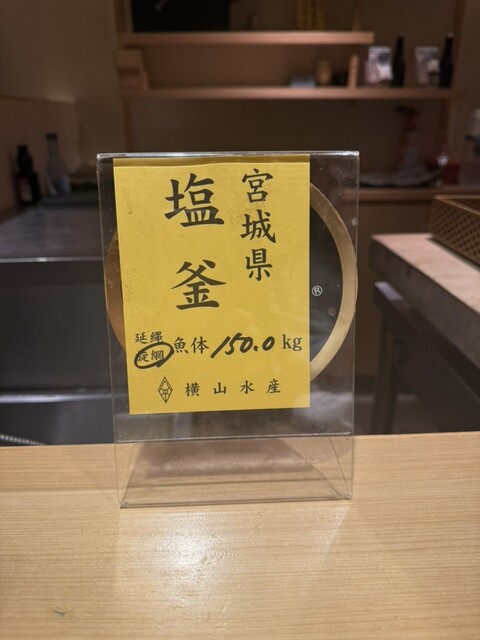 宮城県
塩釜
延縄
旋網
魚体 150.0 kg
横山水産
®